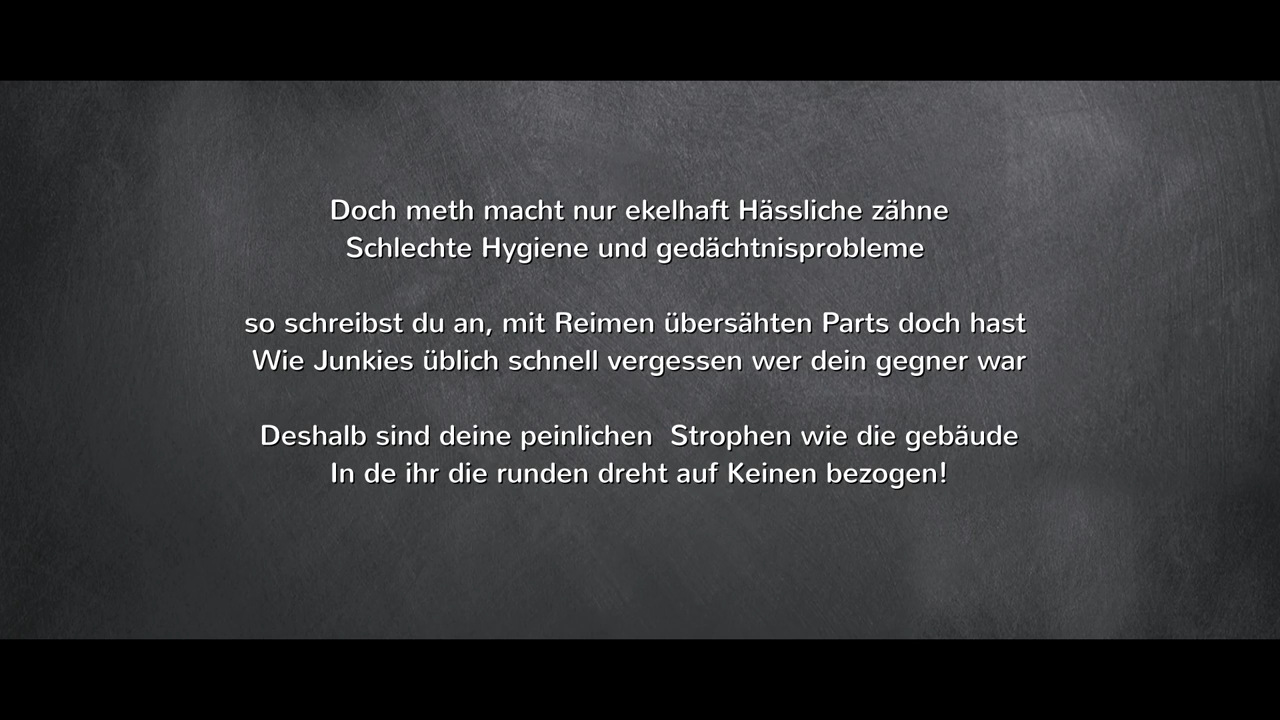 Doch meth macht nur ekelhaft Hässliche zähne
Schlechte Hygiene und gedächtnisprobleme
so schreibst du an, mit Reimen übersähten Parts doch hast
Wie Junkies üblich schnell vergessen wer dein gegner war
Deshalb sind deine peinlichen  Strophen wie die gebäude
In de ihr die runden dreht auf Keinen bezogen!